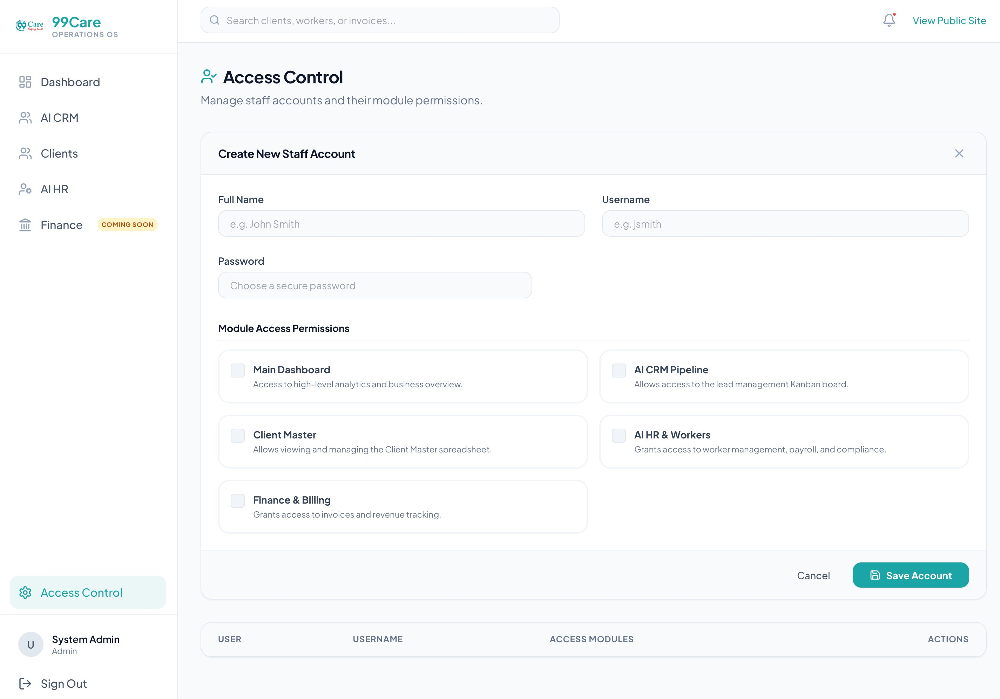 99 Care
Helping hands
99Care
OPERATIONS OS
Dashboard
AI CRM
Clients
AI HR
Finance COMING SOON
Access Control
U
System Admin
Admin
Sign Out
Search clients, workers, or invoices...
View Public Site
Access Control
Manage staff accounts and their module permissions.
Create New Staff Account
Full Name
e.g. John Smith
Username
e.g. jsmith
Password
Choose a secure password
Module Access Permissions
Main Dashboard
Access to high-level analytics and business overview.
AI CRM Pipeline
Allows access to the lead management Kanban board.
Client Master
Allows viewing and managing the Client Master spreadsheet.
AI HR & Workers
Grants access to worker management, payroll, and compliance.
Finance & Billing
Grants access to invoices and revenue tracking.
Cancel
Save Account
USER USERNAME ACCESS MODULES ACTIONS